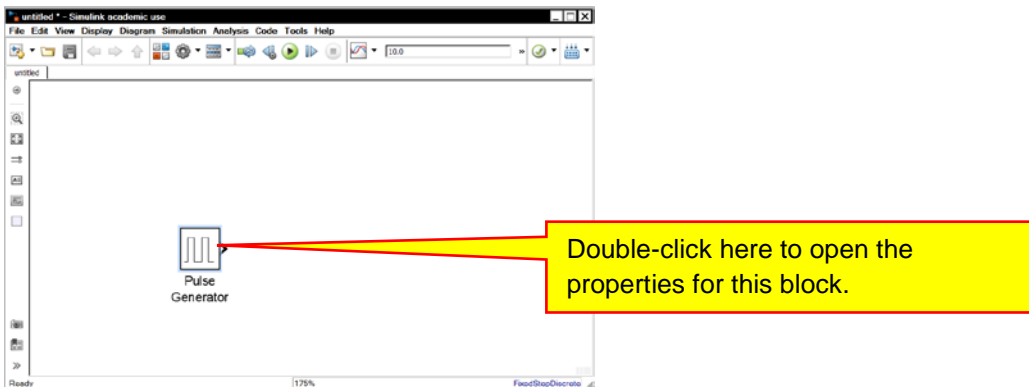 untitled * - Simulink academic use
File Edit View Display Diagram Simulation Analysis Code Tools Help
10.0
untitled
Double-click here to open the
properties for this block.
Pulse
Generator
Ready
175%
FixedStepDiscrete